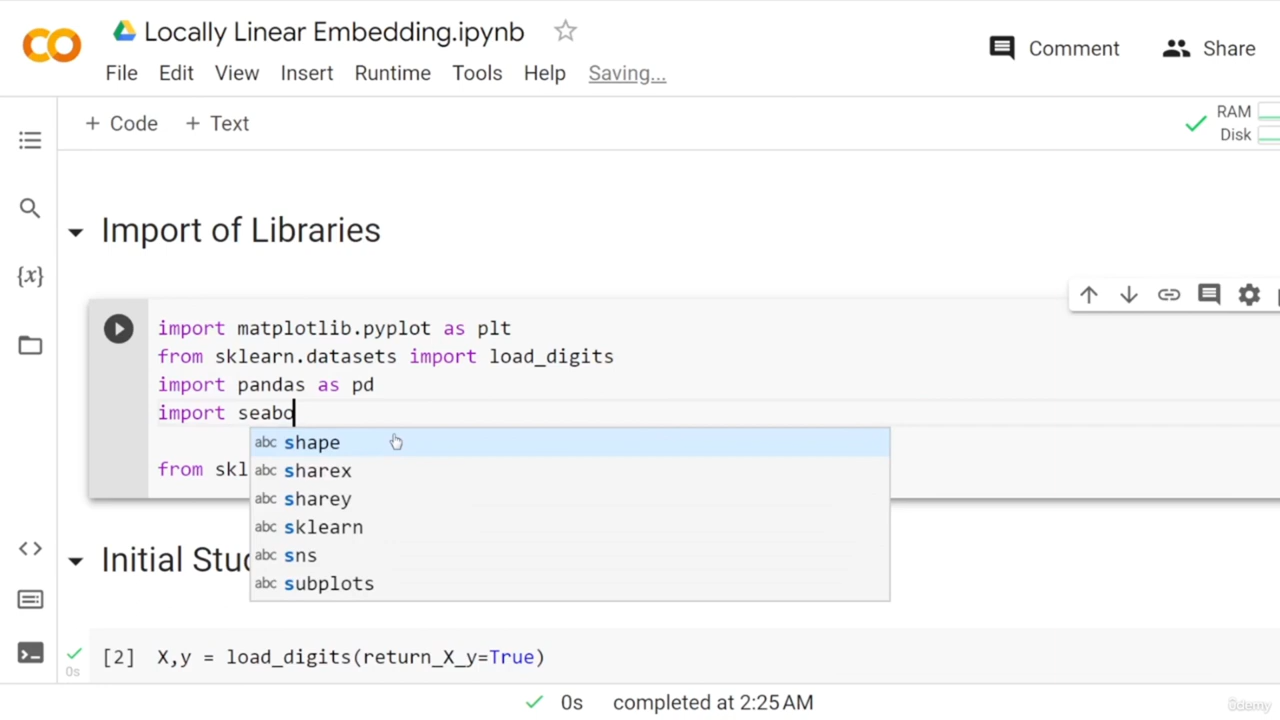 Locally Linear Embedding.ipynb
Comment
Share
File Edit View Insert Runtime Tools Help Saving...
+ Code + Text
RAM
Disk
Import of Libraries
{x}
import matplotlib.pyplot as plt
from sklearn.datasets import load_digits
import pandas as pd
import seabo
abc shape
abc sharex
from skl
abc sharey
abc sklearn
abc sns
abc subplots
Initial Stu
[2] X,y = load_digits(return_X_y=True)
0s
0s completed at 2:25 AM
ûdemy